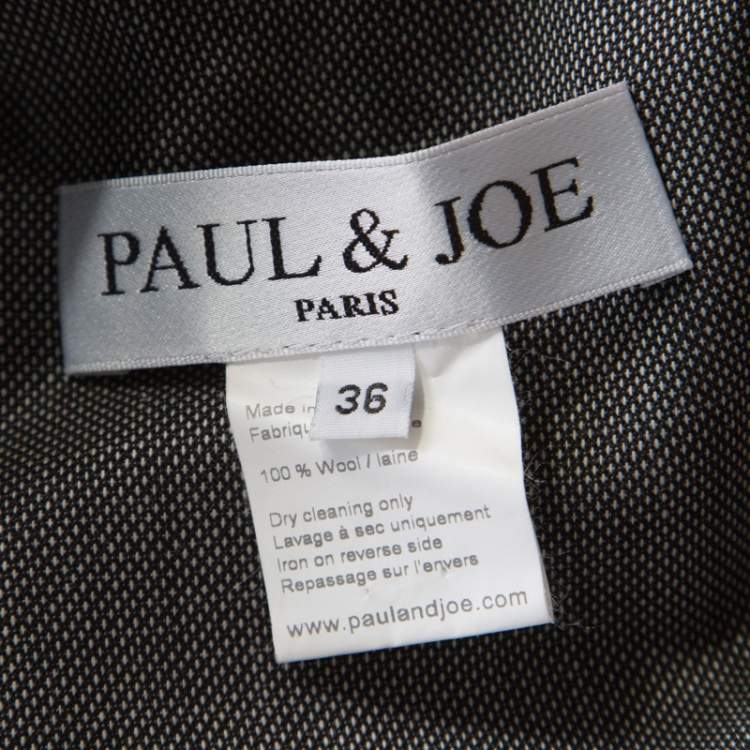 PAUL & JOE
PARIS
36
Made in
100 % Wool / laine
Dry cleaning only
Lavage à sec uniquement
Iron on reverse side
Repassage sur l'envers
www.paulandjoe.com